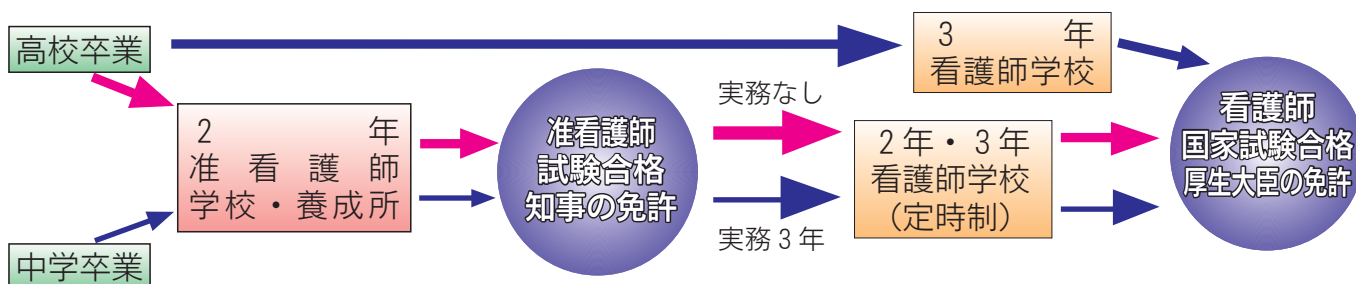 高校卒業
3年
看護師学校
2年
准看護師
学校・養成所
中学卒業
准看護師
試験合格
知事の免許
実務なし
実務3年
2年・3年
看護師学校
（定時制）
看護師
国家試験合格
厚生大臣の免許